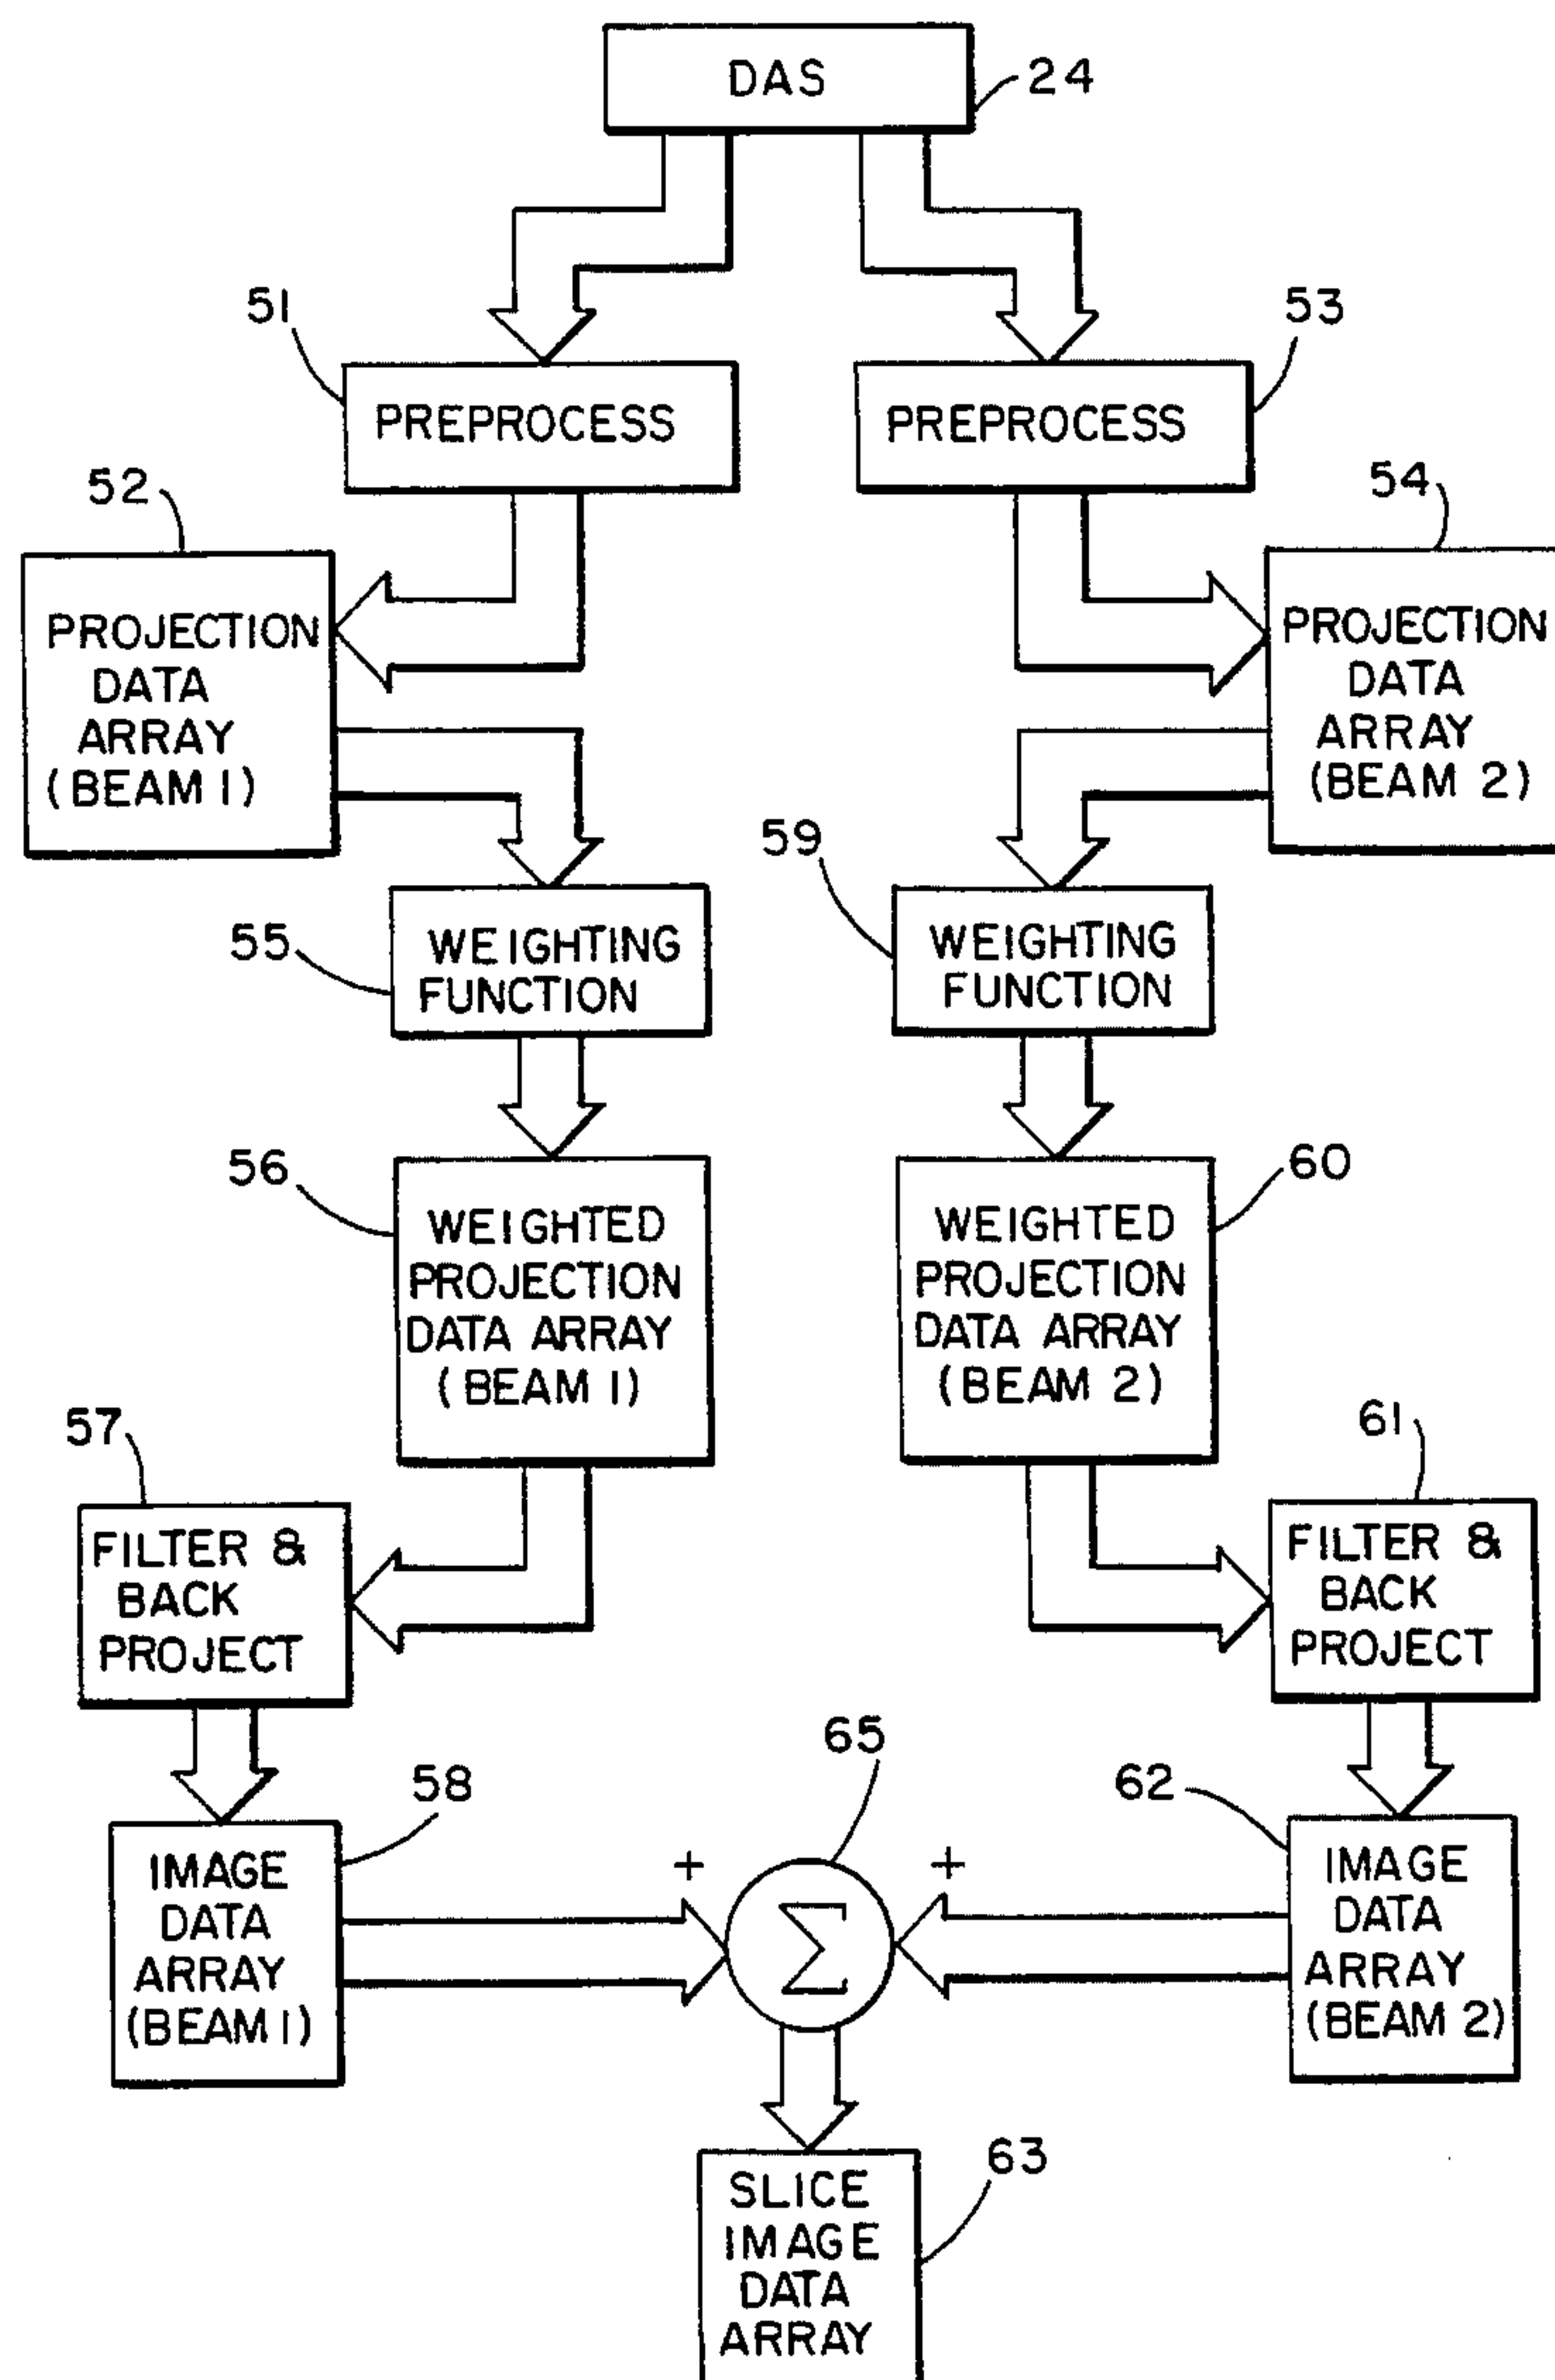 DAS
24
51
PREPROCESS
53
PREPROCESS
52
PROJECTION
DATA
ARRAY
(BEAM 1)
54
PROJECTION
DATA
ARRAY
(BEAM 2)
55
WEIGHTING
FUNCTION
59
WEIGHTING
FUNCTION
56
WEIGHTED
PROJECTION
DATA ARRAY
(BEAM 1)
60
WEIGHTED
PROJECTION
DATA ARRAY
(BEAM 2)
57
FILTER &
BACK
PROJECT
61
FILTER &
BACK
PROJECT
58
IMAGE
DATA
ARRAY
(BEAM 1)
65
+
+
Σ
62
IMAGE
DATA
ARRAY
(BEAM 2)
63
SLICE
IMAGE
DATA
ARRAY